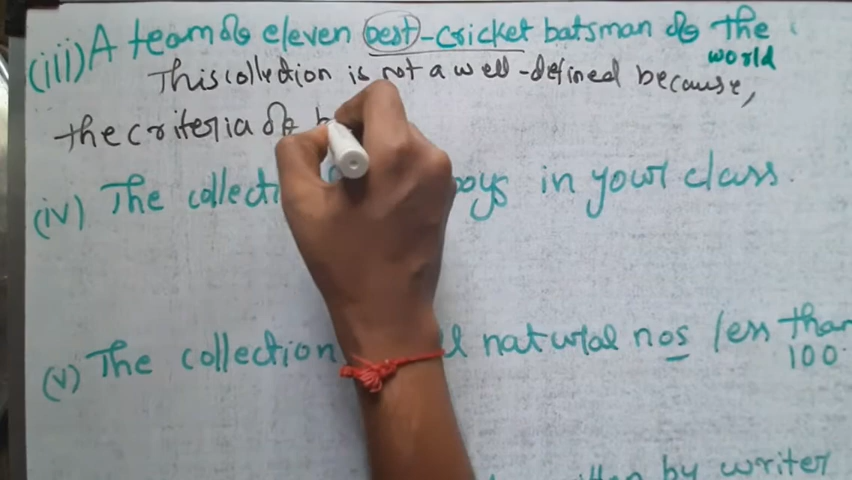 (iii) A team of eleven best-cricket batsman of the
world
This collection is not a well-defined because,
the criteria of
(iv) The collecti boys in your class.
(v) The collection natural nos less than
100
by writer